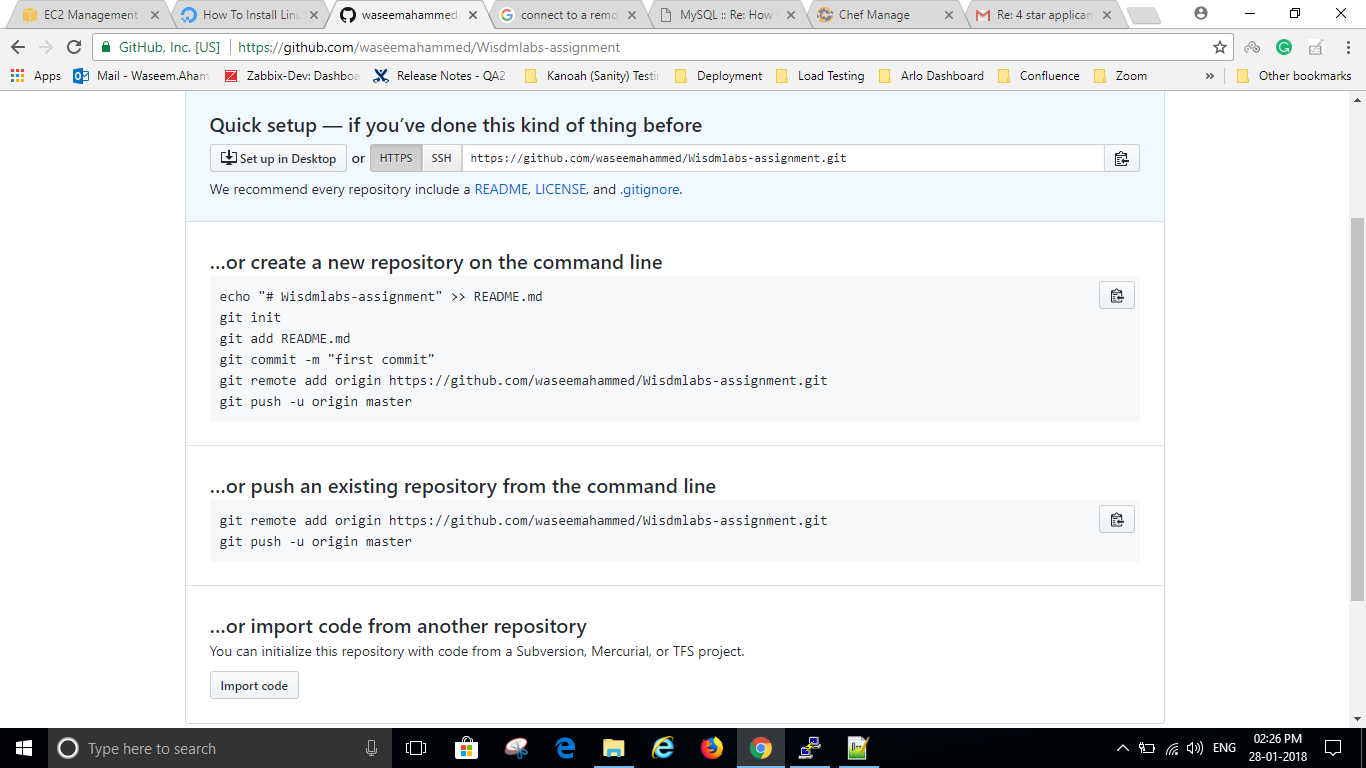 EC2 Management
How To Install Linu
waseemahammed,
connect to a remo
MySQL :: Re: How
Chef Manage
Re: 4 star applican
GitHub, Inc. [US]
https://github.com/waseemahammed/Wisdmlabs-assignment
Apps
Mail - Waseem.Aham
Zabbix-Dev: Dashboa
Release Notes - QA2
Kanoah (Sanity) Testin
Deployment
Load Testing
Arlo Dashboard
Confluence
Zoom
»
Other bookmarks
Quick setup — if you’ve done this kind of thing before
Set up in Desktop or HTTPS SSH https://github.com/waseemahammed/Wisdmlabs-assignment.git
We recommend every repository include a README, LICENSE, and .gitignore.
…or create a new repository on the command line
echo "# Wisdmlabs-assignment" >> README.md
git init
git add README.md
git commit -m "first commit"
git remote add origin https://github.com/waseemahammed/Wisdmlabs-assignment.git
git push -u origin master
…or push an existing repository from the command line
git remote add origin https://github.com/waseemahammed/Wisdmlabs-assignment.git
git push -u origin master
…or import code from another repository
You can initialize this repository with code from a Subversion, Mercurial, or TFS project.
Import code
Type here to search
ENG
02:26 PM
28-01-2018